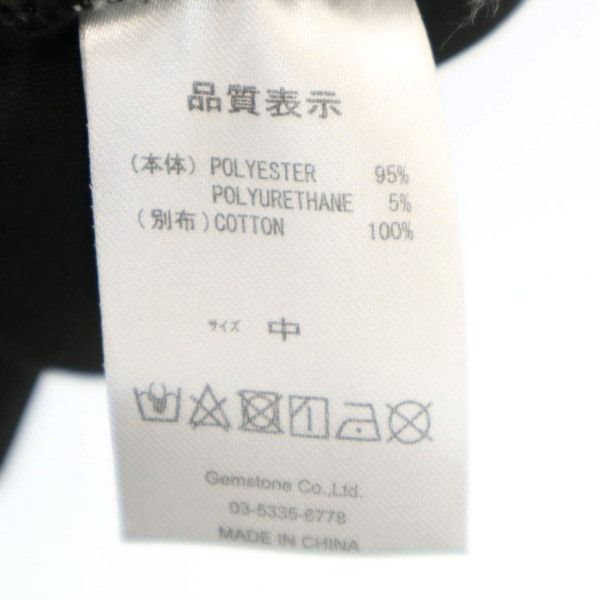 品質表示
(本体) POLYESTER 95%
POLYURETHANE 5%
(別布) COTTON 100%
サイズ 中
Gemstone Co.,Ltd.
03-5335-6778
MADE IN CHINA